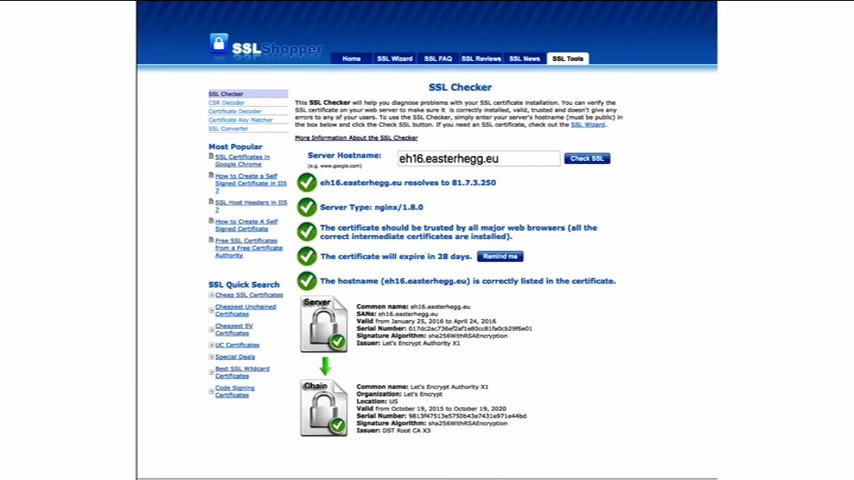 SSLShopper
Home SSL Wizard SSL FAQ SSL Reviews SSL News SSL Tools
SSL Checker
CSR Decoder
Certificate Decoder
Certificate Key Matcher
SSL Converter
Most Popular
SSL Certificates in
Google Chrome
How to Create a Self
Signed Certificate in IIS
7
SSL Host Headers in IIS
7
How to Create A Self
Signed Certificate
Free SSL Certificates
from a Free Certificate
Authority
SSL Quick Search
Cheap SSL Certificates
Cheapest Unchained
Certificates
Cheapest EV
Certificates
UC Certificates
Special Deals
Best SSL Wildcard
Certificates
Code Signing
Certificates
SSL Checker
This SSL Checker will help you diagnose problems with your SSL certificate installation. You can verify
the SSL certificate on your web server to make sure it is correctly installed, valid, trusted and doesn't give any
errors to any of your users. To use the SSL Checker, simply enter your server's hostname (must be public) in
the box below and click the Check SSL button. If you need an SSL certificate, check out the SSL Wizard.
More Information About the SSL Checker
Server Hostname: eh16.easterhegg.eu Check SSL
(e.g. www.google.com)
eh16.easterhegg.eu resolves to 81.7.3.250
Server Type: nginx/1.8.0
The certificate should be trusted by all major web browsers (all the
correct intermediate certificates are installed).
The certificate will expire in 28 days. Remind me
The hostname (eh16.easterhegg.eu) is correctly listed in the certificate.
Server
Common name: eh16.easterhegg.eu
SANs: eh16.easterhegg.eu
Valid from January 25, 2016 to April 24, 2016
Serial Number:
Signature Algorithm: sha256WithRSAEncryption
Issuer: Let's Encrypt Authority X1
Chain
Common name: Let's Encrypt Authority X1
Organization: Let's Encrypt
Location: US
Valid from October 19, 2015 to October 19, 2020
Serial Number:
Signature Algorithm: sha256WithRSAEncryption
Issuer: DST Root CA X3